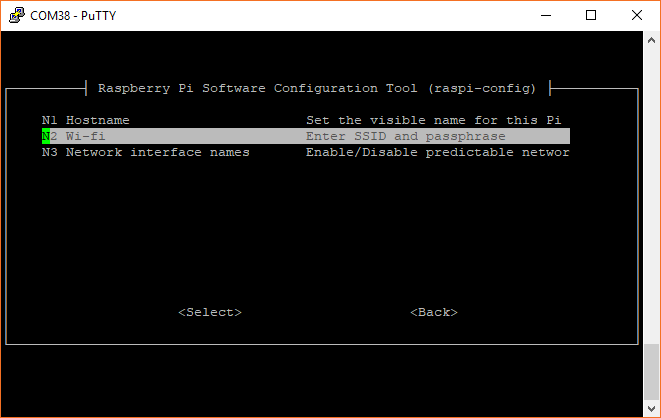 COM38 - PuTTY
Raspberry Pi Software Configuration Tool (raspi-config)
N1 Hostname Set the visible name for this Pi
N2 Wi-fi Enter SSID and passphrase
N3 Network interface names Enable/Disable predictable networ
<Select> <Back>